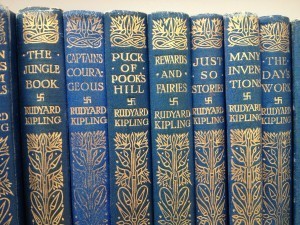 THE
JUNGLE
BOOK
RUDYARD
KIPLING
CAPTAINS
COURA-
GEOUS
RUDYARD
KIPLING
PUCK
OF
POOK'S
HILL
RUDYARD
KIPLING
REWARDS
AND
FAIRIES
RUDYARD
KIPLING
JUST
SO
STORIES
RUDYARD
KIPLING
MANY
INVEN
TIONS
RUDYARD
KIPLING
THE
DAY'S
WORK
RUDYARD
KIPLING